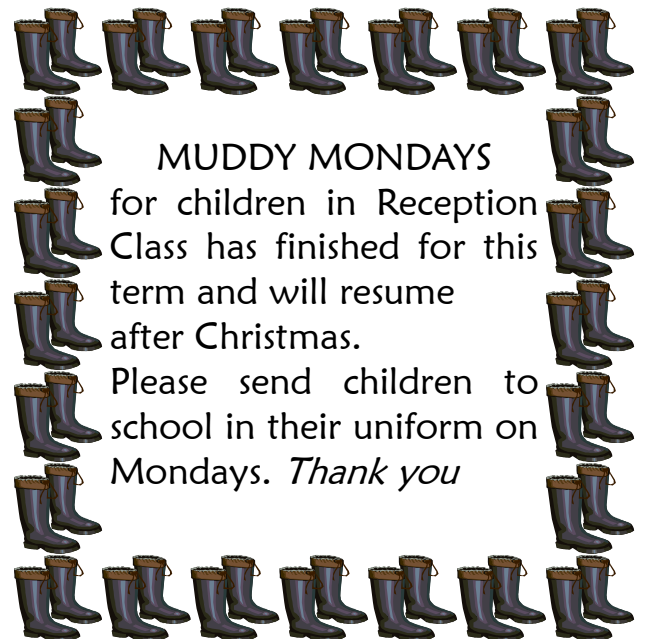 MUDDY MONDAYS
for children in Reception
Class has finished for this
term and will resume
after Christmas.
Please send children to
school in their uniform on
Mondays. Thank you